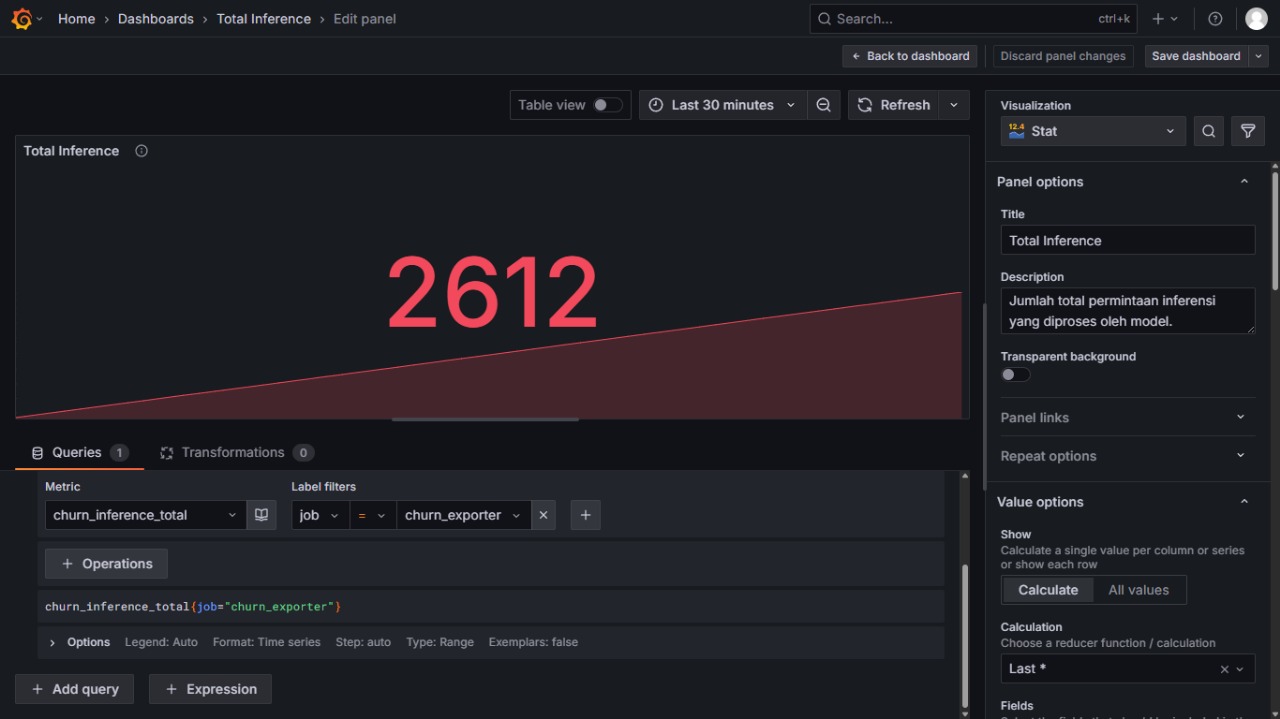 Home › Dashboards › Total Inference › Edit panel
Search...
ctrl+k
← Back to dashboard
Discard panel changes
Save dashboard
Table view
Last 30 minutes
Refresh
Visualization
12.4
Stat
Total Inference
2612
Panel options
Title
Total Inference
Description
Jumlah total permintaan inferensi
yang diproses oleh model.
Transparent background
Panel links
Repeat options
Queries 1
Transformations 0
Metric
Label filters
churn_inference_total
job
=
churn_exporter
+ Operations
churn_inference_total{job="churn_exporter"}
Options Legend: Auto Format: Time series Step: auto Type: Range Exemplars: false
+ Add query
+ Expression
Value options
Show
Calculate a single value per column or series
or show each row
Calculate
All values
Calculation
Choose a reducer function / calculation
Last *
Fields